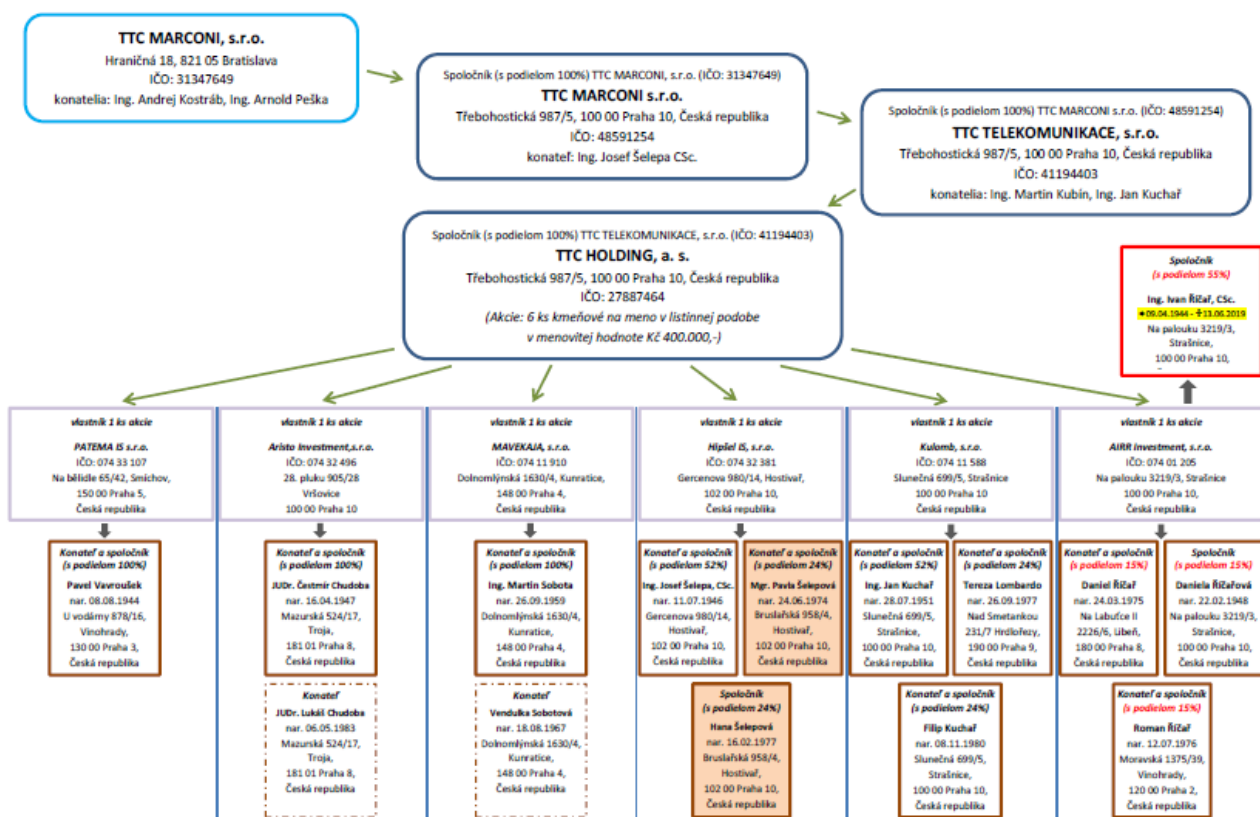 TTC MARCONI, s.r.o.
Hraničná 18, 821 05 Bratislava
IČO: 31347649
konatelia: Ing. Andrej Kostráb, Ing. Arnold Peška
Spoločník (s podielom 100%) TTC MARCONI, s.r.o. (IČO: 31347649)
TTC MARCONI s.r.o.
Třebohostická 987/5, 100 00 Praha 10, Česká republika
IČO: 48591254
konateľ: Ing. Josef Šelepa CSc.
Spoločník (s podielom 100%) TTC MARCONI s.r.o. (IČO: 48591254)
TTC TELEKOMUNIKACE, s.r.o.
Třebohostická 987/5, 100 00 Praha 10, Česká republika
IČO: 41194403
konatelia: Ing. Martin Kubín, Ing. Jan Kuchař
Spoločník (s podielom 100%) TTC TELEKOMUNIKACE, s.r.o. (IČO: 41194403)
TTC HOLDING, a. s.
Třebohostická 987/5, 100 00 Praha 10, Česká republika
IČO: 27887464
(Akcie: 6 ks kmeňové na meno v listinnej podobe
v menovitej hodnote Kč 400.000,-)
Spoločník
(s podielom 55%)
Ing. Ivan Říčař, CSc.
09.04.1944 - ✝13.06.2019
Na palouku 3219/3,
Strašnice,
100 00 Praha 10,
vlastník 1 ks akcie
PATEMA IS s.r.o.
IČO: 074 33 107
Na bělidle 65/42, Smíchov,
150 00 Praha 5,
Česká republika
vlastník 1 ks akcie
Aristo Investment,s.r.o.
IČO: 074 32 496
28. pluku 905/28
Vršovice
100 00 Praha 10
vlastník 1 ks akcie
MAVEKAJA, s.r.o.
IČO: 074 11 910
Dolnomlýnská 1630/4, Kunratice,
148 00 Praha 4,
Česká republika
vlastník 1 ks akcie
Hipšel IS, s.r.o.
IČO: 074 32 381
Gercenova 980/14, Hostivař,
102 00 Praha 10,
Česká republika
vlastník 1 ks akcie
Kulomb, s.r.o.
IČO: 074 11 588
Slunečná 699/5, Strašnice
100 00 Praha 10
Česká republika
vlastník 1 ks akcie
AIRR Investment, s.r.o.
IČO: 074 01 205
Na palouku 3219/3, Strašnice
100 00 Praha 10,
Česká republika
Konateľ a spoločník
(s podielom 100%)
Pavel Vavroušek
nar. 08.08.1944
U vodárny 878/16,
Vinohrady,
130 00 Praha 3,
Česká republika
Konateľ a spoločník
(s podielom 100%)
JUDr. Čestmír Chudoba
nar. 16.04.1947
Mazurská 524/17,
Troja,
181 01 Praha 8,
Česká republika
Konateľ a spoločník
(s podielom 100%)
Ing. Martin Sobota
nar. 26.09.1959
Dolnomlýnská 1630/4,
Kunratice,
148 00 Praha 4,
Česká republika
Konateľ a spoločník
(s podielom 52%)
Ing. Josef Šelepa, CSc.
nar. 11.07.1946
Gercenova 980/14,
Hostivař,
102 00 Praha 10,
Česká republika
Konateľ a spoločník
(s podielom 24%)
Mgr. Pavla Šelepová
nar. 24.06.1974
Bruslařská 958/4,
Hostivař,
102 00 Praha 10,
Česká republika
Konateľ a spoločník
(s podielom 52%)
Ing. Jan Kuchař
nar. 28.07.1951
Slunečná 699/5,
Strašnice,
100 00 Praha 10,
Česká republika
Konateľ a spoločník
(s podielom 24%)
Tereza Lombardo
nar. 26.09.1977
Nad Smetankou
231/7 Hrdlořezy,
190 00 Praha 9,
Česká republika
Konateľ a spoločník
(s podielom 15%)
Daniel Říčař
nar. 24.03.1975
Na Labuťce II
2226/6, Libeň,
180 00 Praha 8,
Česká republika
Spoločník
(s podielom 15%)
Daniela Říčařová
nar. 22.02.1948
Na palouku 3219/3,
Strašnice,
100 00 Praha 10,
Česká republika
Konateľ
JUDr. Lukáš Chudoba
nar. 06.05.1983
Mazurská 524/17,
Troja,
181 01 Praha 8,
Česká republika
Konateľ
Vendulka Sobotová
nar. 18.08.1967
Dolnomlýnská 1630/4,
Kunratice,
148 00 Praha 4,
Česká republika
Spoločník
(s podielom 24%)
Hana Šelepová
nar. 16.02.1977
Bruslařská 958/4,
Hostivař,
102 00 Praha 10,
Česká republika
Konateľ a spoločník
(s podielom 24%)
Filip Kuchař
nar. 08.11.1980
Slunečná 699/5,
Strašnice,
100 00 Praha 10,
Česká republika
Konateľ a spoločník
(s podielom 15%)
Roman Říčař
nar. 12.07.1976
Moravská 1375/39,
Vinohrady,
120 00 Praha 2,
Česká republika